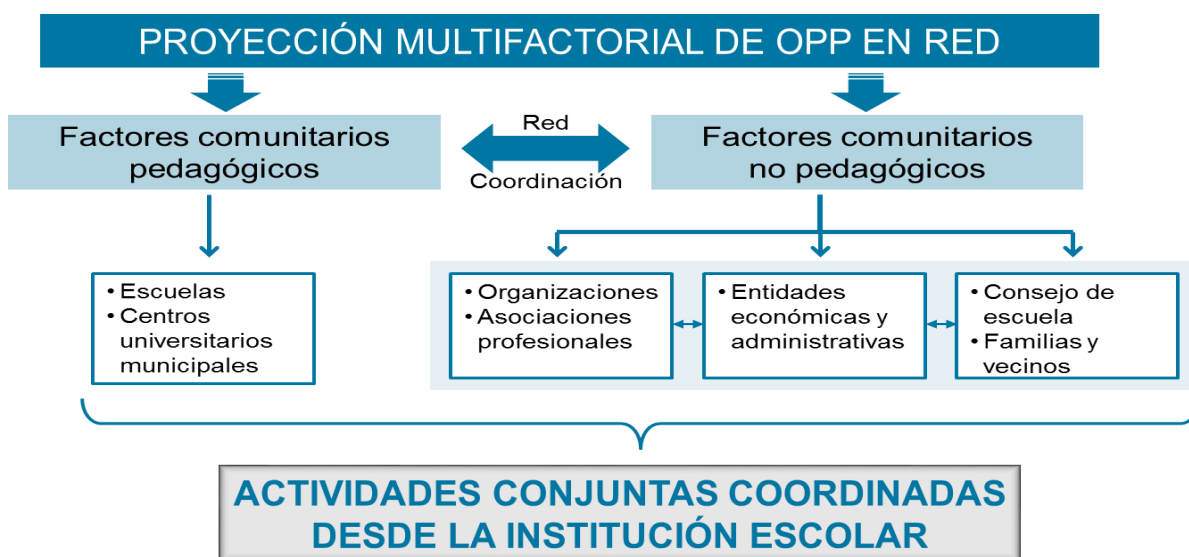 PROYECCIÓN MULTIFACTORIAL DE OPP EN RED
Factores comunitarios
pedagógicos
Red
Coordinación
Factores comunitarios
no pedagógicos
• Escuelas
• Centros
universitarios
municipales
• Organizaciones
• Asociaciones
profesionales
• Entidades
económicas y
administrativas
• Consejo de
escuela
• Familias y
vecinos
ACTIVIDADES CONJUNTAS COORDINADAS
DESDE LA INSTITUCIÓN ESCOLAR